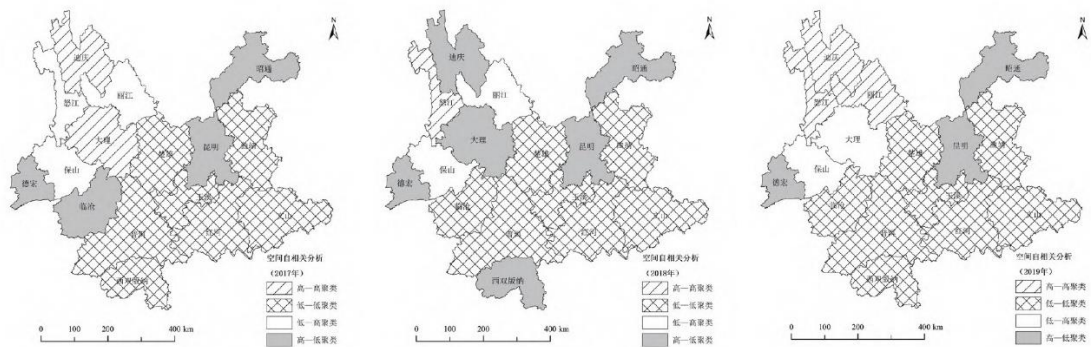 N
迪庆
昭通
怒江
丽江
大理
楚雄
昆明
曲靖
保山
德宏
临沧
玉溪
普洱
红河
文山
西双版纳
空间自相关分析
(2017年)
高—高聚类
低—低聚类
低—高聚类
高—低聚类
0 100 200 400 km
N
迪庆
昭通
怒江
丽江
大理
楚雄
昆明
曲靖
保山
德宏
临沧
玉溪
普洱
红河
文山
西双版纳
空间自相关分析
(2018年)
高—高聚类
低—低聚类
低—高聚类
高—低聚类
0 100 200 400 km
N
迪庆
昭通
怒江
丽江
大理
楚雄
昆明
曲靖
保山
德宏
临沧
玉溪
普洱
红河
文山
西双版纳
空间自相关分析
(2019年)
高—高聚类
低—低聚类
低—高聚类
高—低聚类
0 100 200 400 km